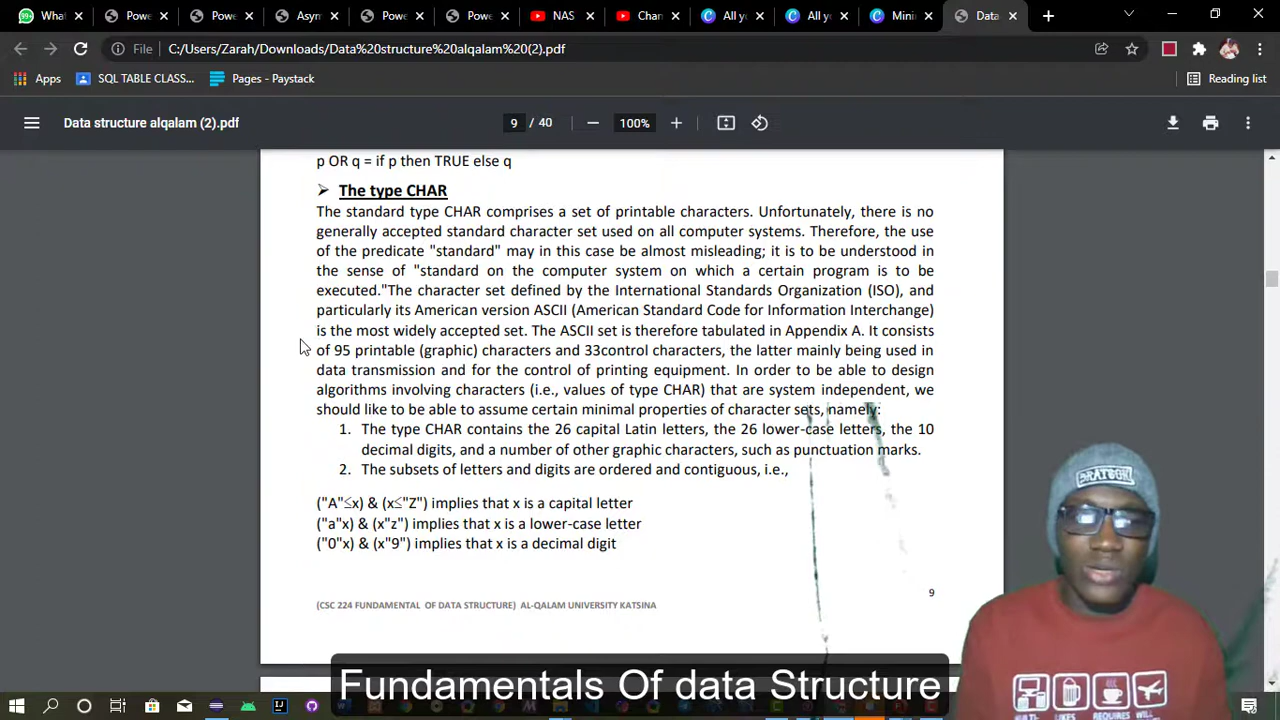 Whats
Powe
Powe
Asyn
Powe
Powe
NAS
Chan
All yo
All yo
Mini
Data
File
C:/Users/Zarah/Downloads/Data%20structure%20alqalam%20(2).pdf
Apps
SQL TABLE CLASS...
Pages - Paystack
Reading list
Data structure alqalam (2).pdf
9 / 40
100%
p OR q = if p then TRUE else q
➢ The type CHAR
The standard type CHAR comprises a set of printable characters. Unfortunately, there is no
generally accepted standard character set used on all computer systems. Therefore, the use
of the predicate "standard" may in this case be almost misleading; it is to be understood in
the sense of "standard on the computer system on which a certain program is to be
executed."The character set defined by the International Standards Organization (ISO), and
particularly its American version ASCII (American Standard Code for Information Interchange)
is the most widely accepted set. The ASCII set is therefore tabulated in Appendix A. It consists
of 95 printable (graphic) characters and 33control characters, the latter mainly being used in
data transmission and for the control of printing equipment. In order to be able to design
algorithms involving characters (i.e., values of type CHAR) that are system independent, we
should like to be able to assume certain minimal properties of character sets, namely:
1. The type CHAR contains the 26 capital Latin letters, the 26 lower-case letters, the 10
decimal digits, and a number of other graphic characters, such as punctuation marks.
2. The subsets of letters and digits are ordered and contiguous, i.e.,
("A"≤x) & (x≤"Z") implies that x is a capital letter
("a"x) & (x"z") implies that x is a lower-case letter
("0"x) & (x"9") implies that x is a decimal digit
9
(CSC 224 FUNDAMENTAL OF DATA STRUCTURE) AL-QALAM UNIVERSITY KATSINA
Fundamentals Of data Structure